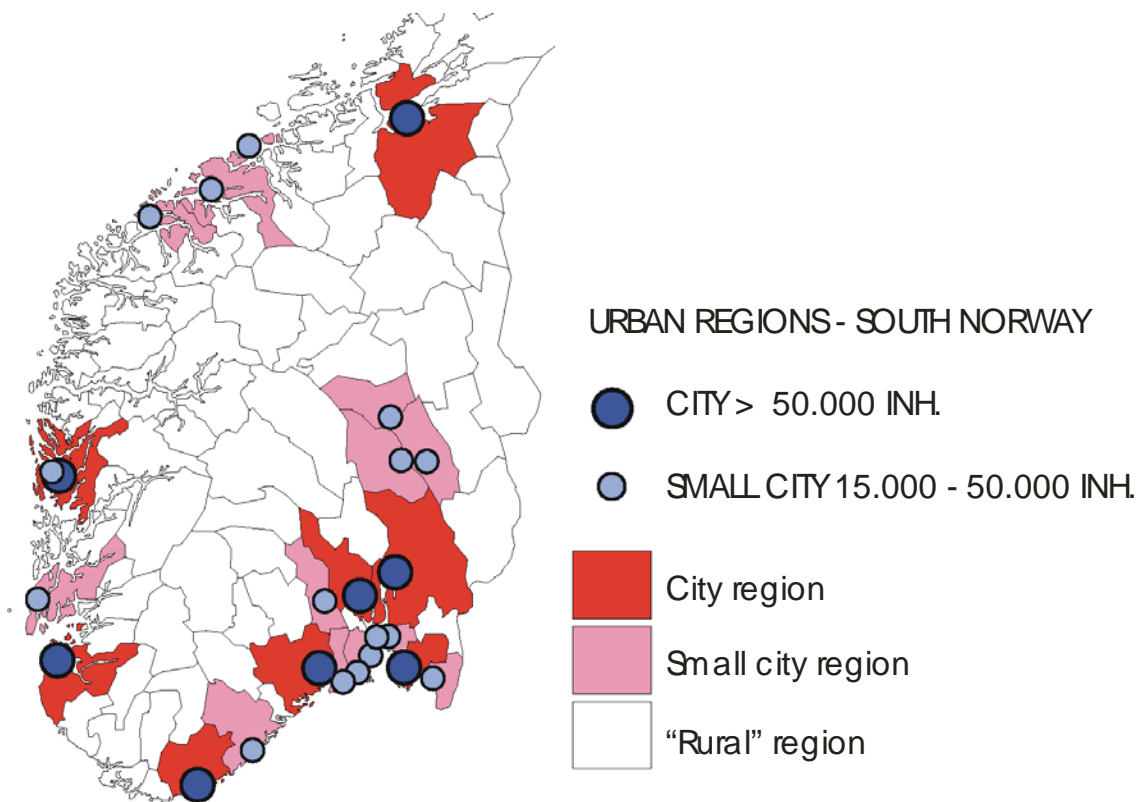 URBAN REGIONS - SOUTH NORWAY
CITY > 50.000 INH.
SMALL CITY 15.000 - 50.000 INH.
City region
Small city region
“Rural” region